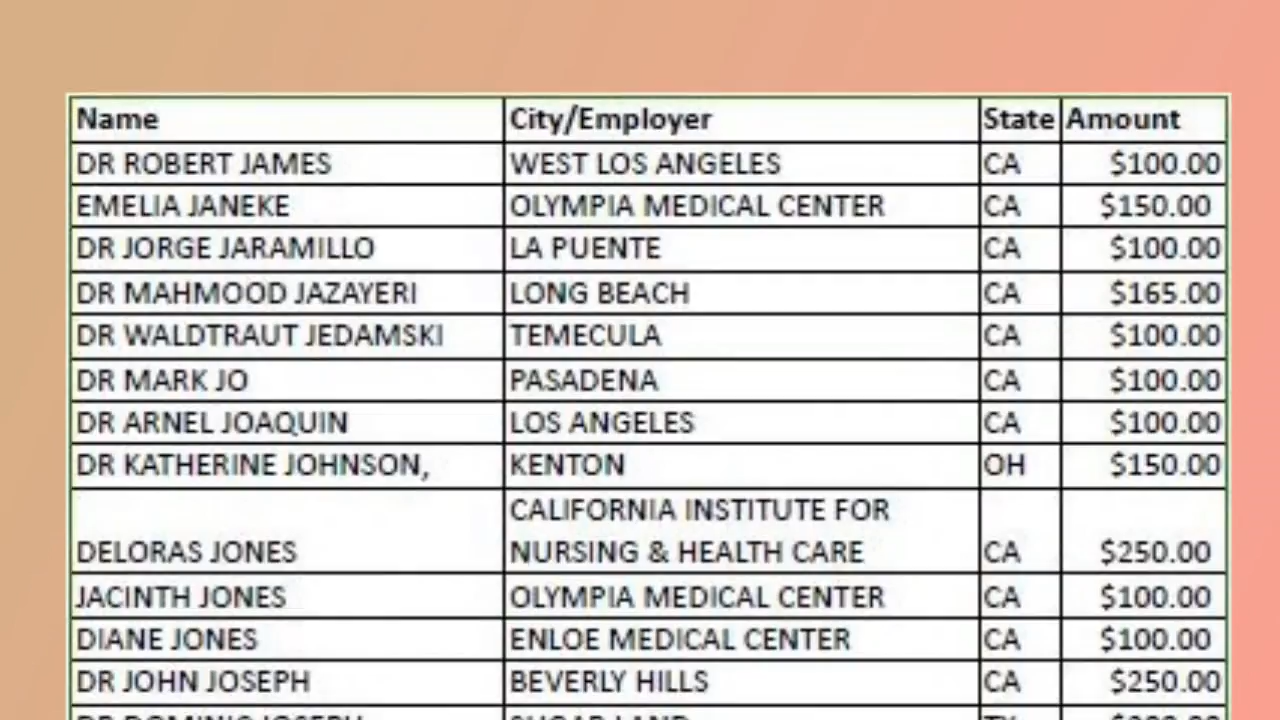 Name City/Employer State Amount
DR ROBERT JAMES WEST LOS ANGELES CA $100.00
EMELIA JANEKE OLYMPIA MEDICAL CENTER CA $150.00
DR JORGE JARAMILLO LA PUENTE CA $100.00
DR MAHMOOD JAZAYERI LONG BEACH CA $165.00
DR WALDTRAUT JEDAMSKI TEMECULA CA $100.00
DR MARK JO PASADENA CA $100.00
DR ARNEL JOAQUIN LOS ANGELES CA $100.00
DR KATHERINE JOHNSON, KENTON OH $150.00
CALIFORNIA INSTITUTE FOR
DELORAS JONES NURSING & HEALTH CARE CA $250.00
JACINTH JONES OLYMPIA MEDICAL CENTER CA $100.00
DIANE JONES ENLOE MEDICAL CENTER CA $100.00
DR JOHN JOSEPH BEVERLY HILLS CA $250.00